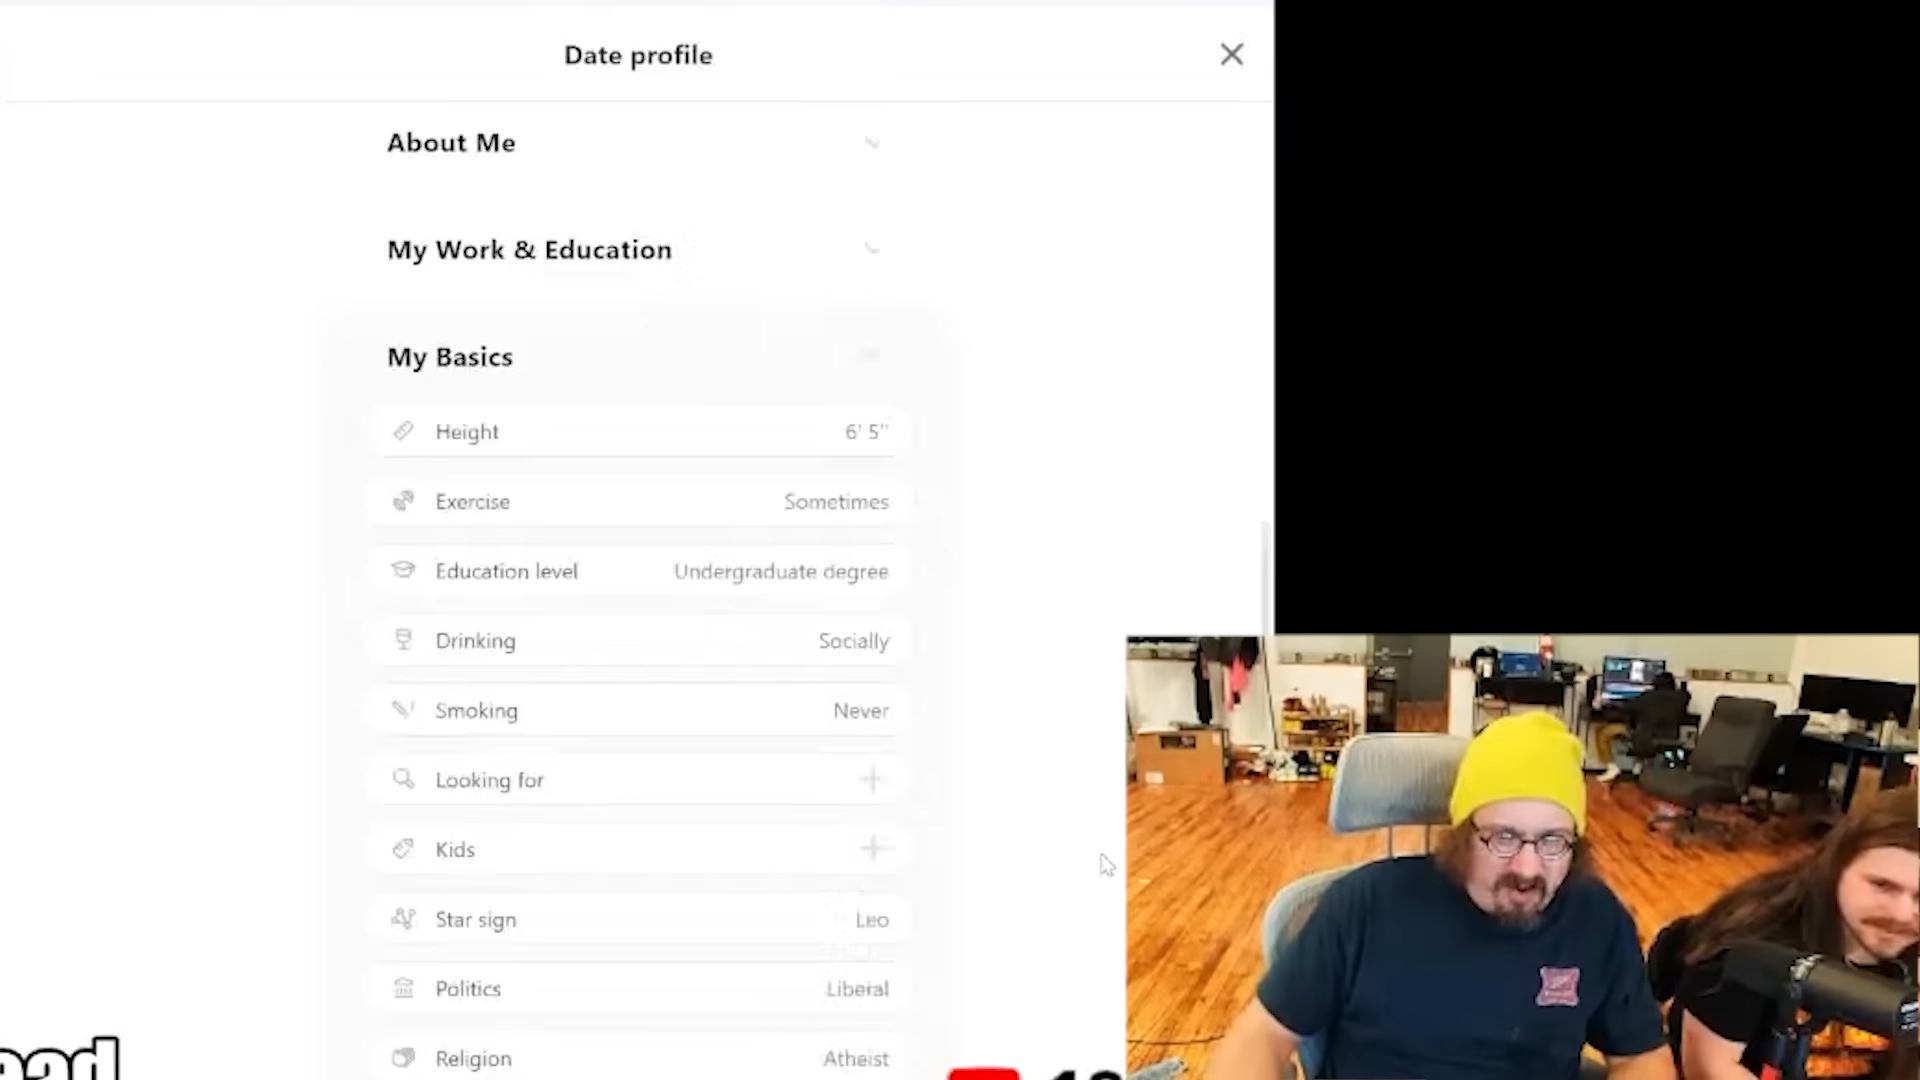 Date profile
About Me
My Work & Education
My Basics
Height 6' 5"
Exercise Sometimes
Education level Undergraduate degree
Drinking Socially
Smoking Never
Looking for
Kids
Star sign Leo
Politics Liberal
Religion Atheist